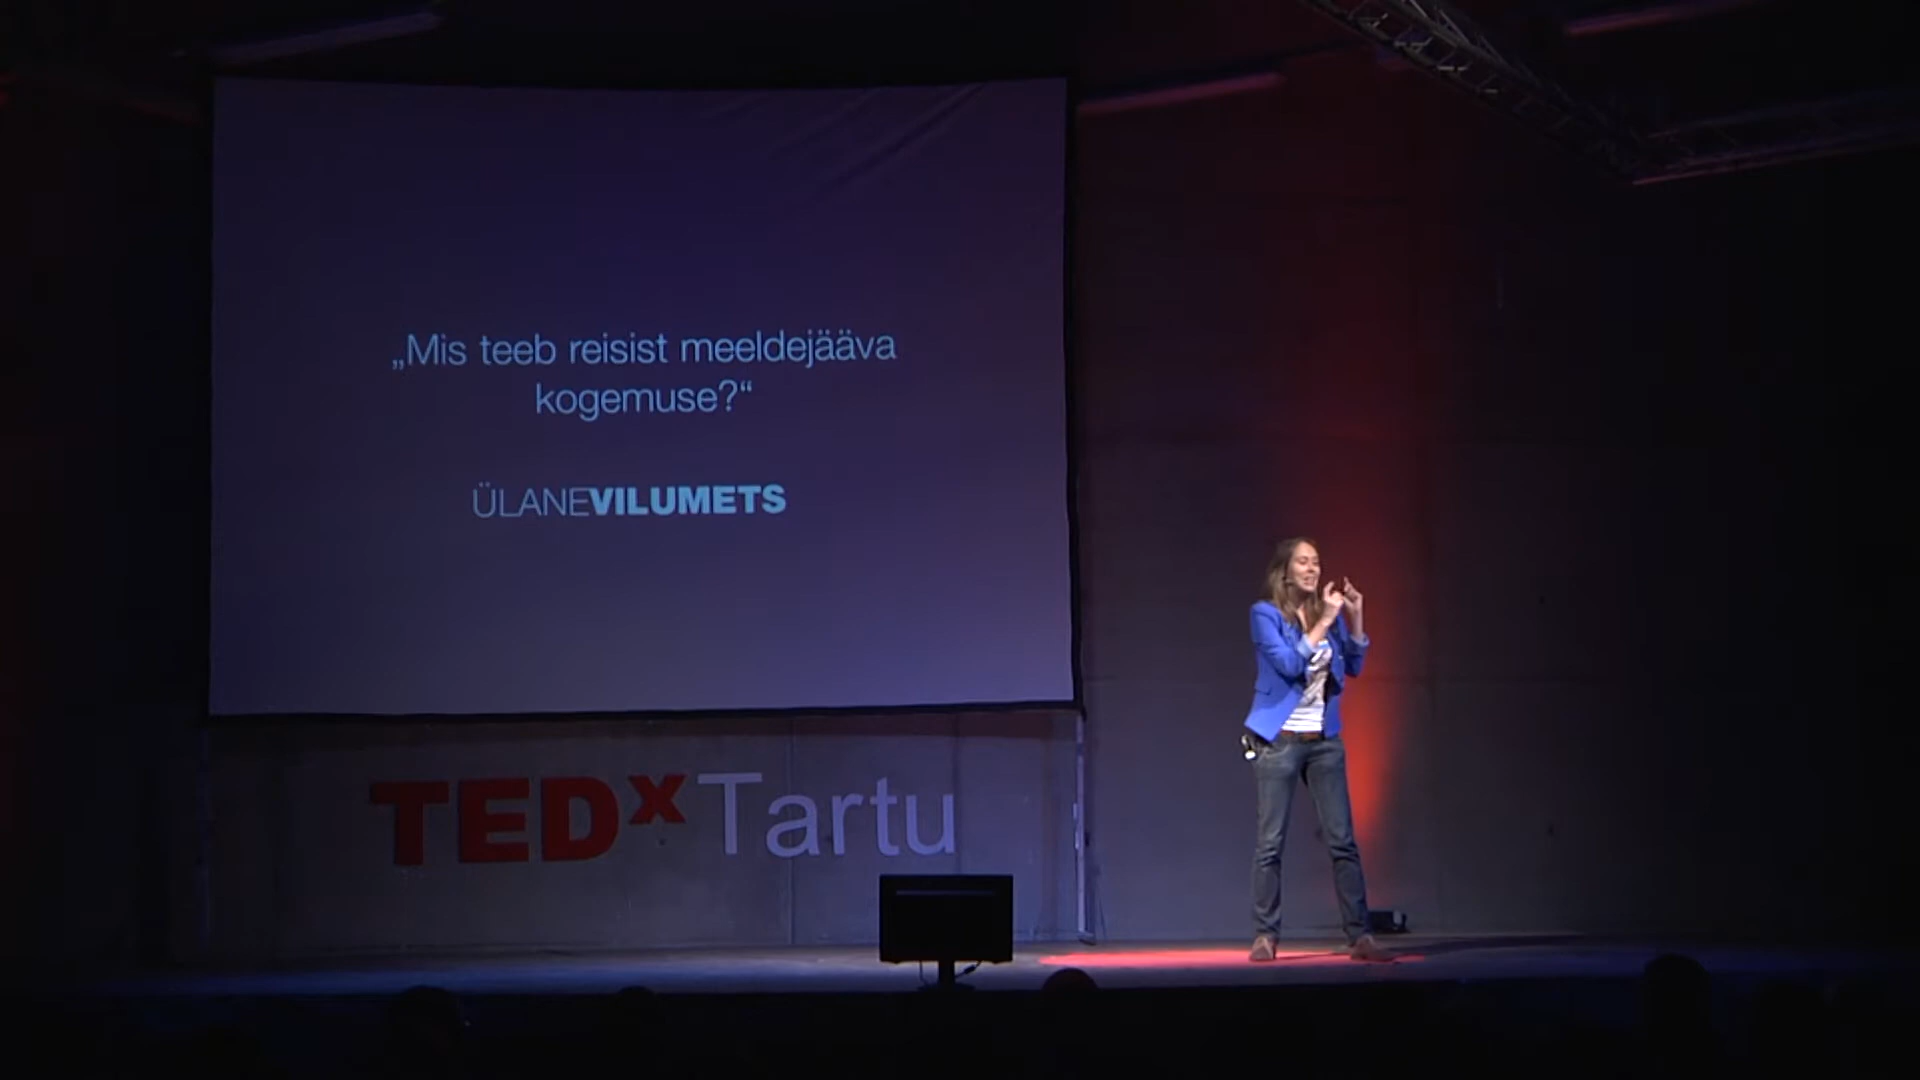 „Mis teeb reisist meeldejääva
kogemuse?“
ÜLANEVILUMETS
TEDxTartu